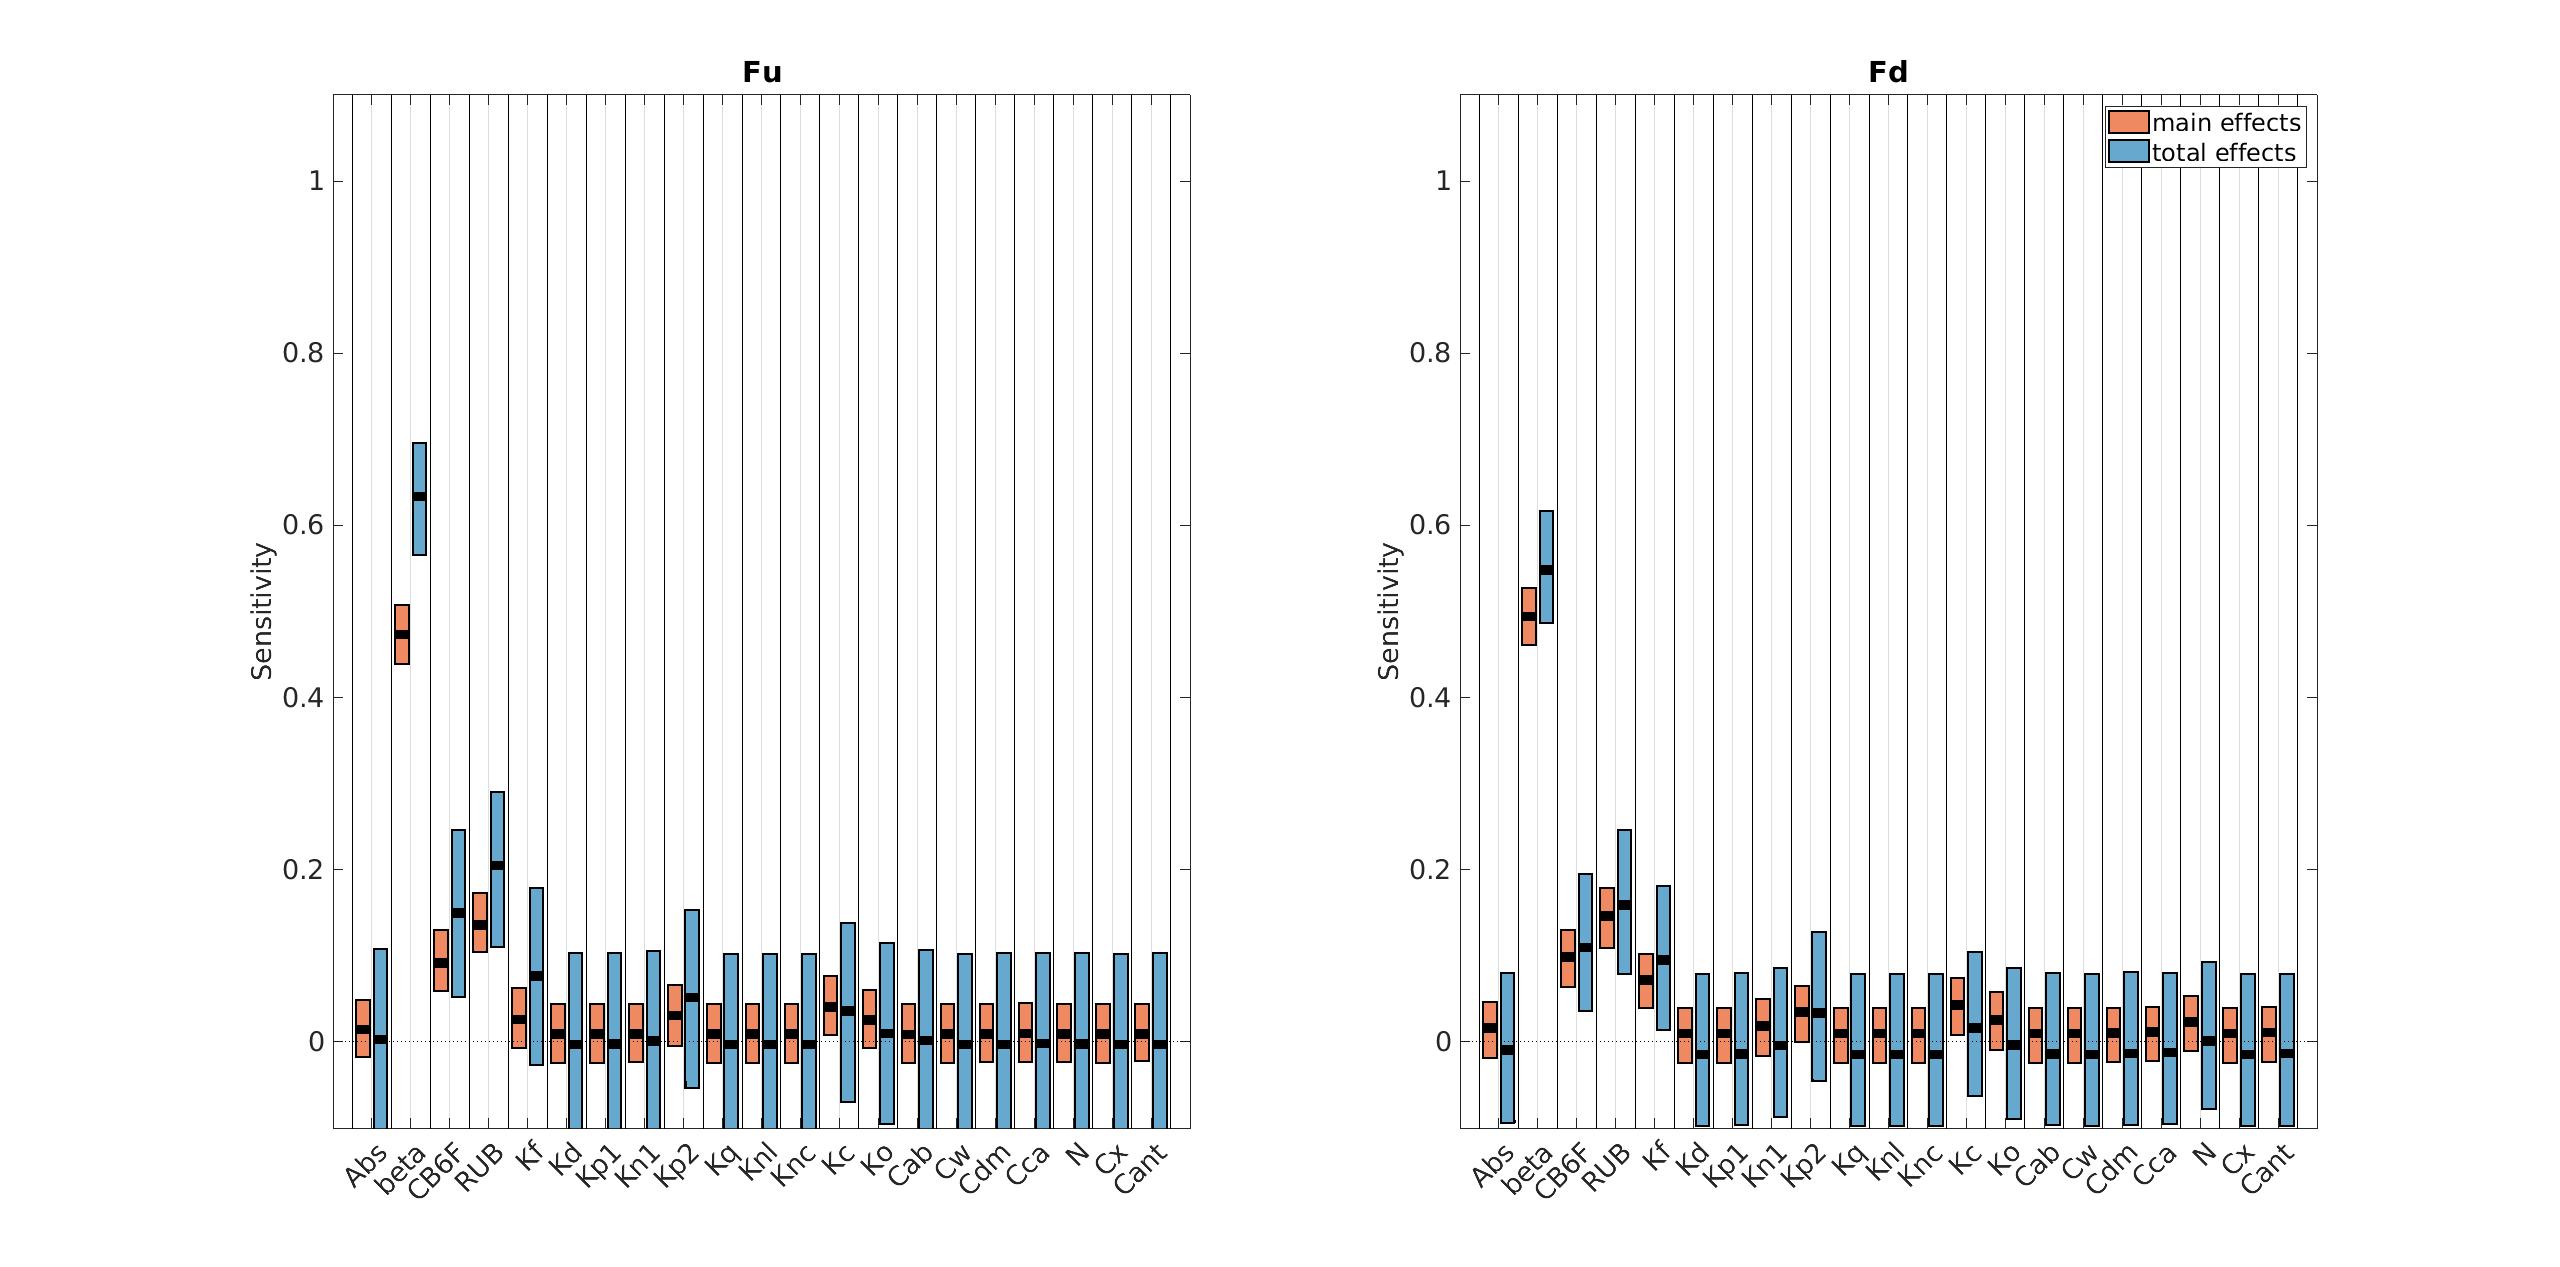 Fu
Sensitivity
1
0.8
0.6
0.4
0.2
0
Abs beta CB6F RUB Kf Kd Kp1 Kn1 Kp2 Kq Knl Knc Kc Ko Cab Cw Cdm Cca N Cx Cant
Fd
main effects
total effects
Sensitivity
1
0.8
0.6
0.4
0.2
0
Abs beta CB6F RUB Kf Kd Kp1 Kn1 Kp2 Kq Knl Knc Kc Ko Cab Cw Cdm Cca N Cx Cant